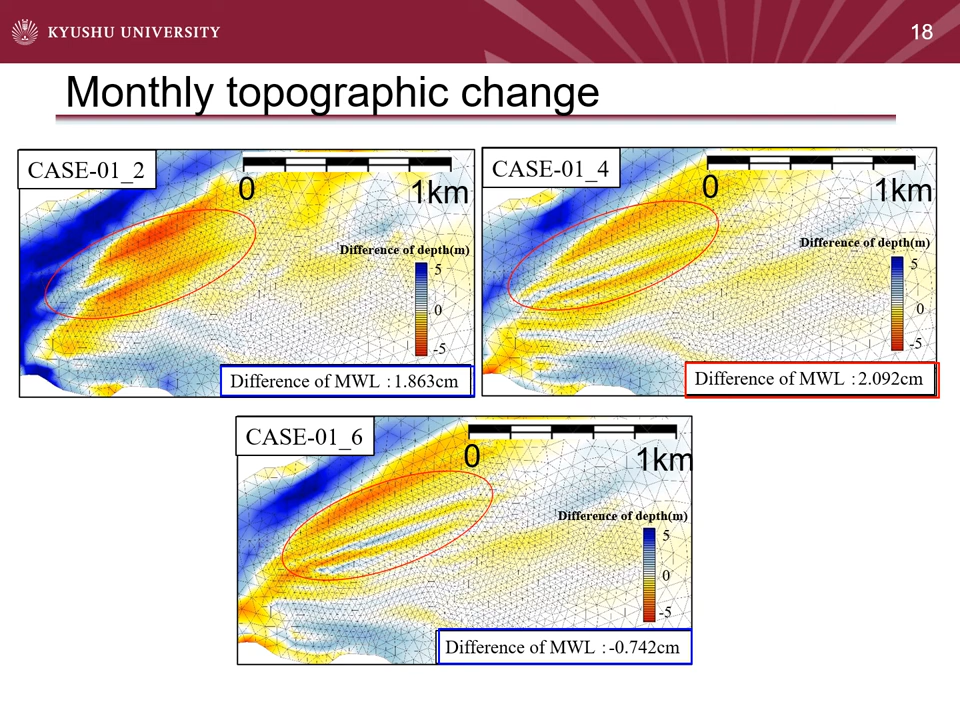 KYUSHU UNIVERSITY
18
Monthly topographic change
CASE-01_2
0
1km
Difference of depth(m)
5
0
-5
Difference of MWL : 1.863cm
CASE-01_4
0
1km
Difference of depth(m)
5
0
-5
Difference of MWL : 2.092cm
CASE-01_6
0
1km
Difference of depth(m)
5
0
-5
Difference of MWL : -0.742cm